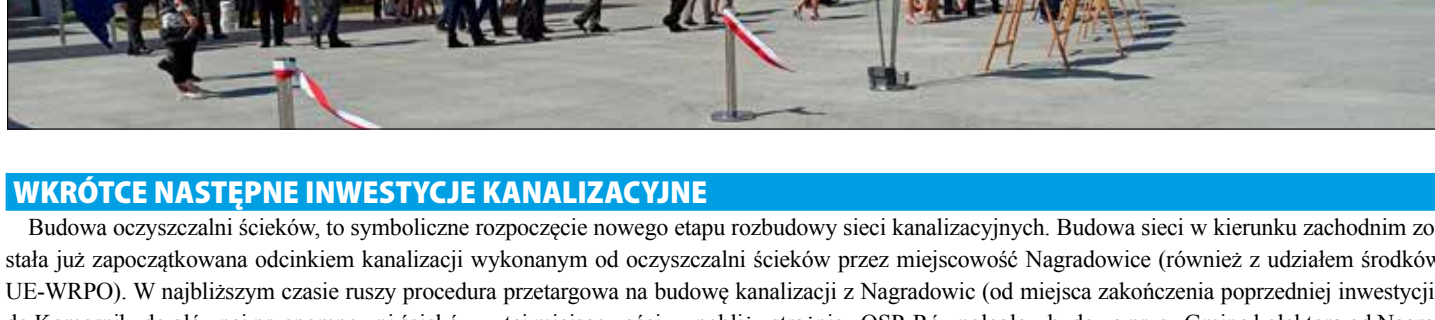 WKRÓTCE NASTĘPNE INWESTYCJE KANALIZACYJNE
Budowa oczyszczalni ścieków, to symboliczne rozpoczęcie nowego etapu rozbudowy sieci kanalizacyjnych. Budowa sieci w kierunku zachodnim zo
stała już zapoczątkowana odcinkiem kanalizacji wykonanym od oczyszczalni ścieków przez miejscowość Nagradowice (również z udziałem środków
UE-WRPO). W najbliższym czasie ruszy procedura przetargowa na budowę kanalizacji z Nagradowic (od miejsca zakończenia poprzedniej inwestycji